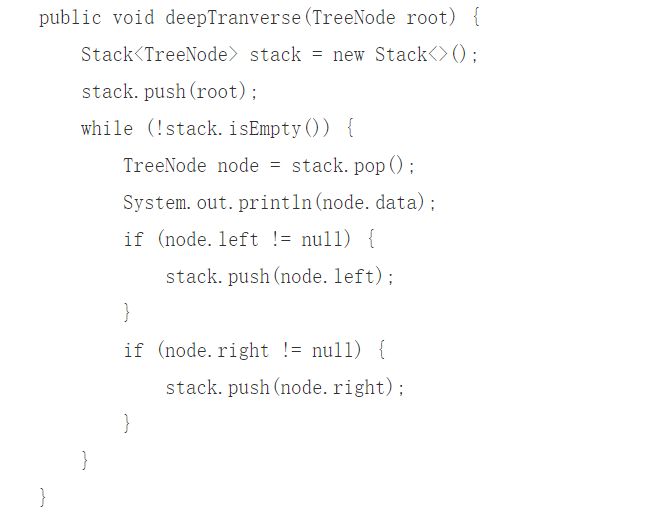 public void deepTranverse(TreeNode root) {
    Stack<TreeNode> stack = new Stack<>();
    stack.push(root);
    while (!stack.isEmpty()) {
        TreeNode node = stack.pop();
        System.out.println(node.data);
        if (node.left != null) {
            stack.push(node.left);
        }
        if (node.right != null) {
            stack.push(node.right);
        }
    }
}